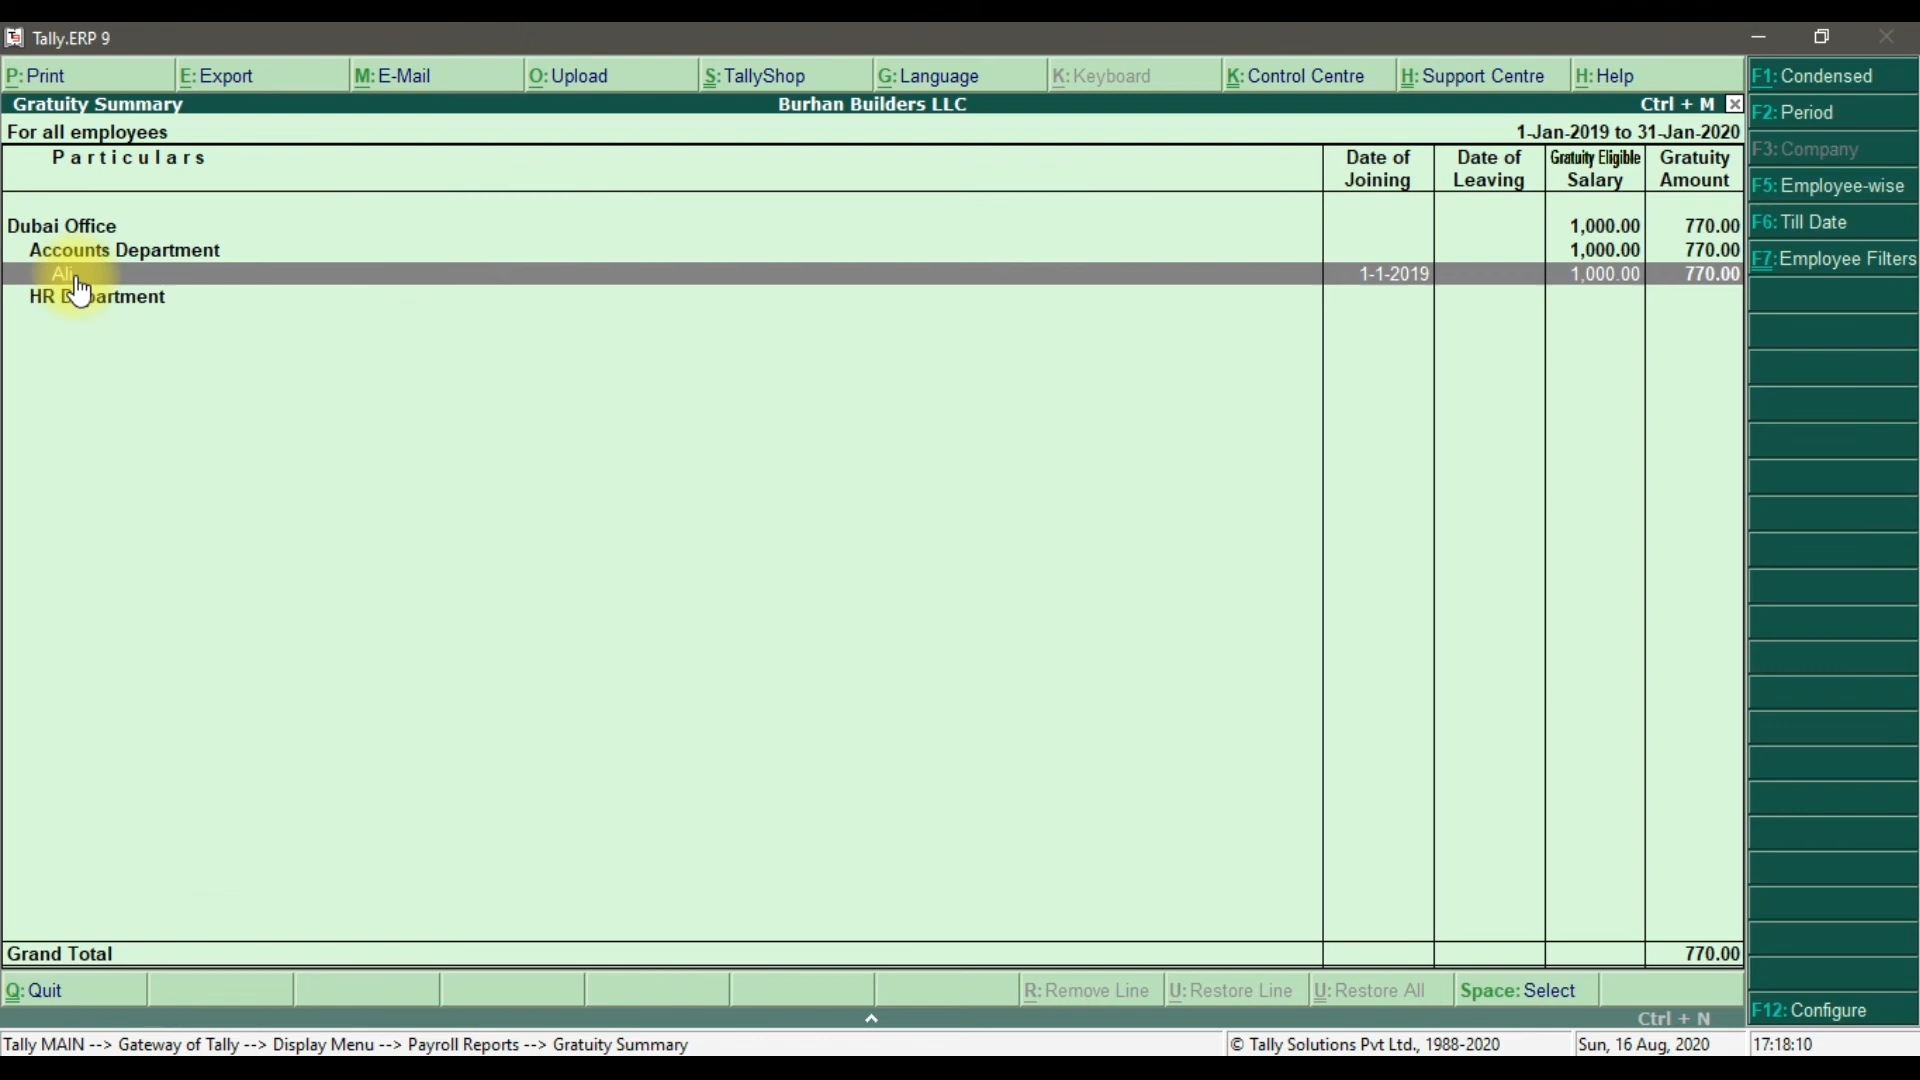 Tally.ERP 9
P: Print E: Export M: E-Mail O: Upload S: TallyShop G: Language K: Keyboard K: Control Centre H: Support Centre H: Help F1: Condensed
Gratuity Summary Burhan Builders LLC Ctrl + M
F2: Period
For all employees 1-Jan-2019 to 31-Jan-2020
F3: Company
Particulars Date of Joining Date of Leaving Gratuity Eligible Salary Gratuity Amount
F5: Employee-wise
Dubai Office 1,000.00 770.00
F6: Till Date
Accounts Department 1,000.00 770.00
F7: Employee Filters
Ali 1-1-2019 1,000.00 770.00
HR Department
Grand Total 770.00
Q: Quit R: Remove Line U: Restore Line U: Restore All Space: Select
F12: Configure
Ctrl + N
Tally MAIN --> Gateway of Tally --> Display Menu --> Payroll Reports --> Gratuity Summary © Tally Solutions Pvt Ltd., 1988-2020 Sun, 16 Aug, 2020 17:18:10